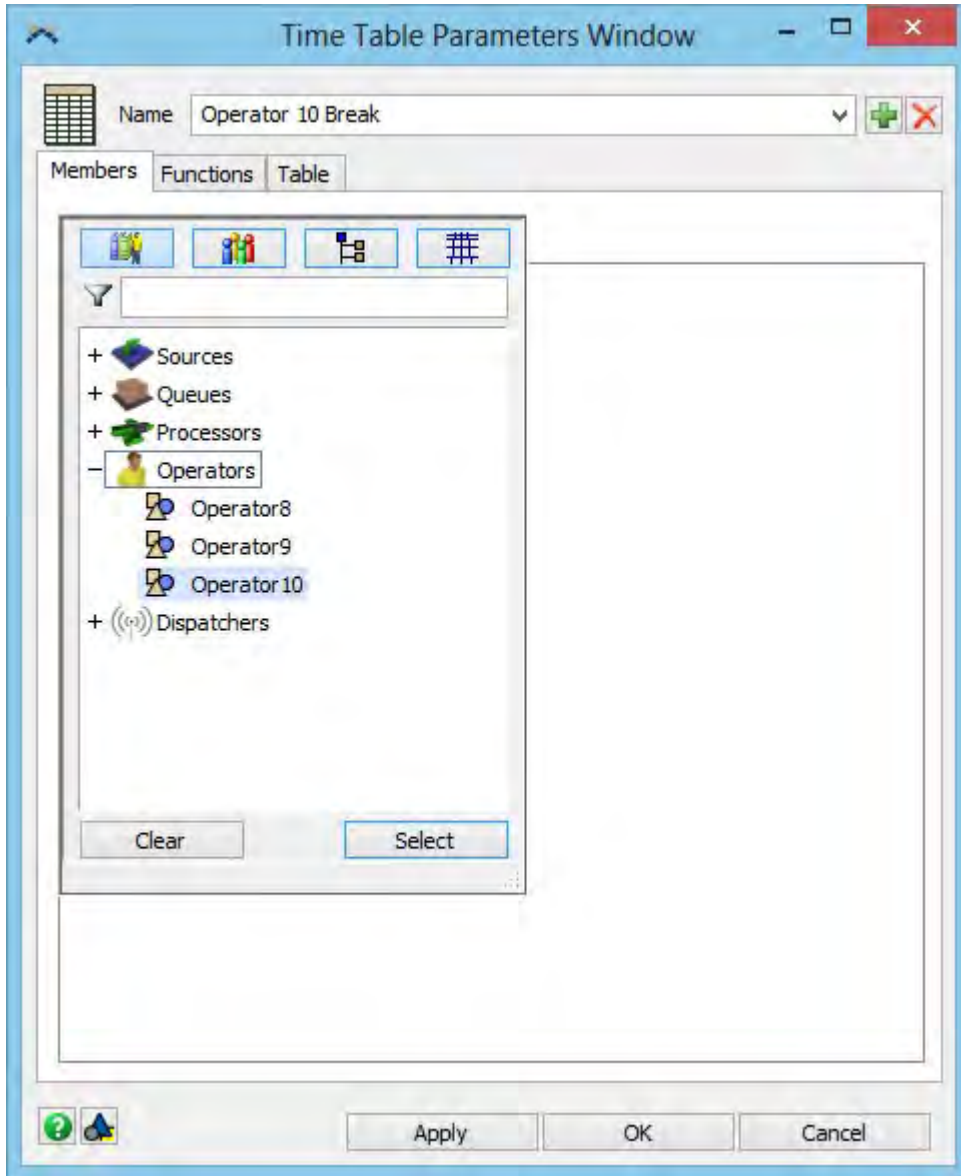 Time Table Parameters Window
Name Operator 10 Break
Members Functions Table
+ Sources
+ Queues
+ Processors
− Operators
Operator8
Operator9
Operator10
+ Dispatchers
Clear Select
Apply OK Cancel